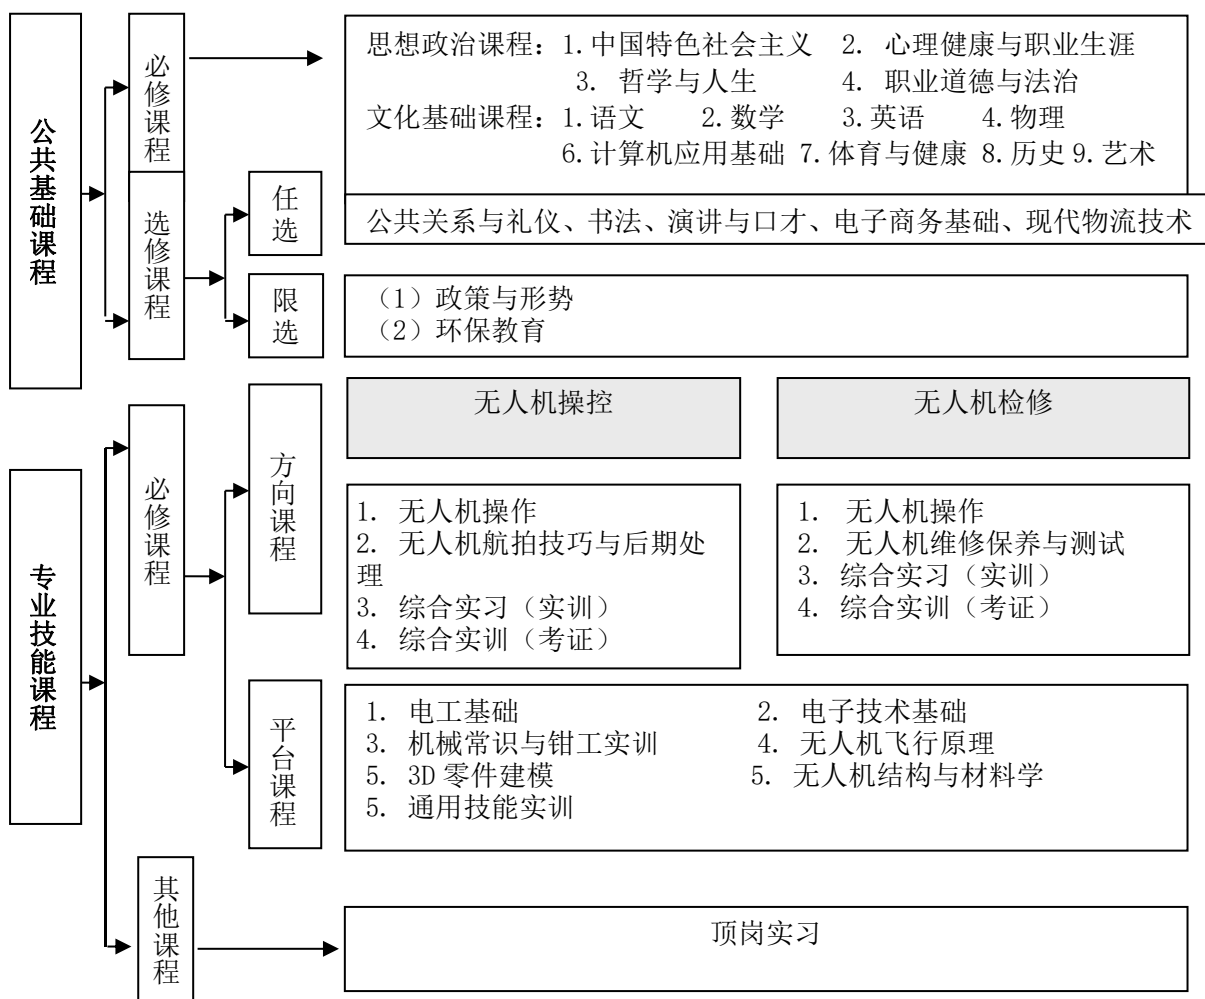 公共基础课程
必修课程
思想政治课程：1.中国特色社会主义 2. 心理健康与职业生涯
3. 哲学与人生 4. 职业道德与法治
文化基础课程：1.语文 2.数学 3.英语 4.物理
6.计算机应用基础 7.体育与健康 8.历史 9.艺术
选修课程
任选
公共关系与礼仪、书法、演讲与口才、电子商务基础、现代物流技术
限选
（1）政策与形势
（2）环保教育
专业技能课程
必修课程
方向课程
无人机操控
1. 无人机操作
2. 无人机航拍技巧与后期处
理
3. 综合实习（实训）
4. 综合实训（考证）
无人机检修
1. 无人机操作
2. 无人机维修保养与测试
3. 综合实习（实训）
4. 综合实训（考证）
平台课程
1. 电工基础 2. 电子技术基础
3. 机械常识与钳工实训 4. 无人机飞行原理
5. 3D 零件建模 5. 无人机结构与材料学
5. 通用技能实训
其他课程
顶岗实习